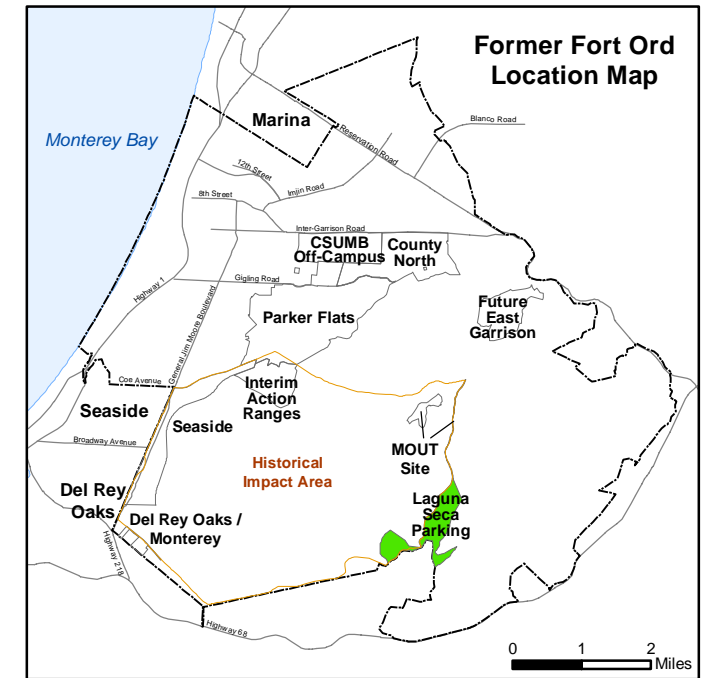 Former Fort Ord
Location Map
Marina
Monterey Bay
Blanco Road
Reservation Road
12th Street
Imjin Road
8th Street
Inter-Garrison Road
CSUMB
Off-Campus
County
North
Gigling Road
Highway 1
General Jim Moore Boulevard
Parker Flats
Future
East
Garrison
Coe Avenue
Interim
Action
Ranges
Seaside
Seaside
Broadway Avenue
MOUT
Site
Historical
Impact Area
Del Rey
Oaks
Laguna
Seca
Parking
Del Rey Oaks /
Monterey
Highway 218
Highway 68
0 1 2
Miles